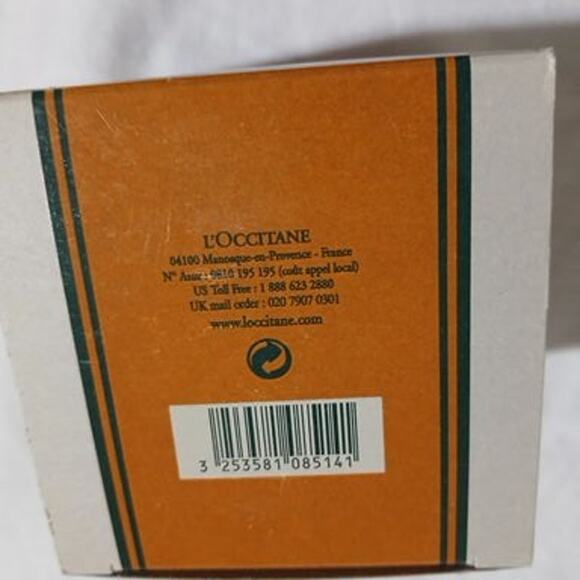 L'OCCITANE
04100 Manosque-en-Provence - France
N° Azur : 0810 195 195 (coût appel local)
US Toll Free : 1 888 623 2880
UK mail order : 020 7907 0301
www.loccitane.com
3 253581 085141